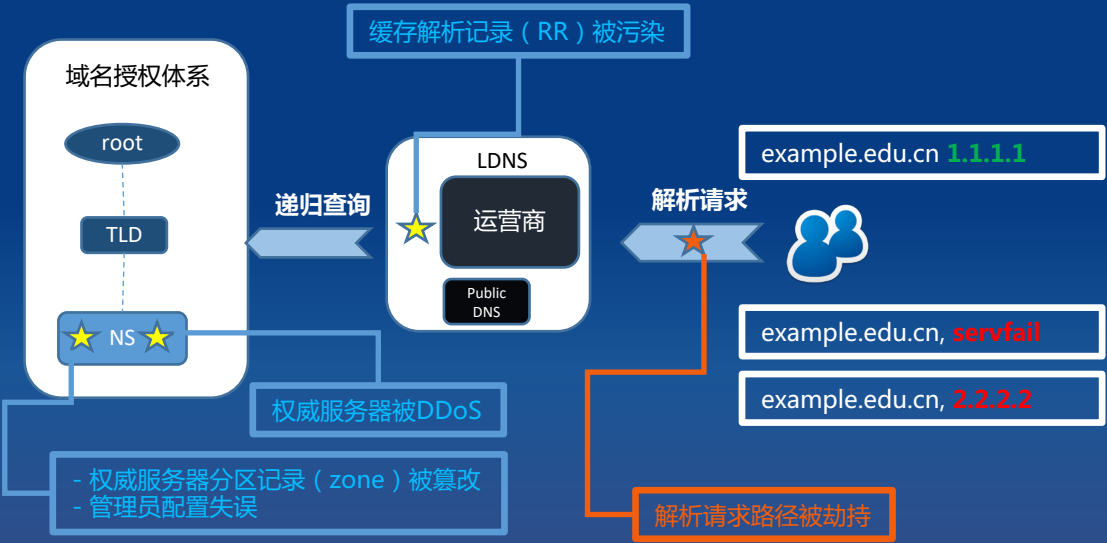 缓存解析记录（RR）被污染
域名授权体系
root
TLD
NS
递归查询
LDNS
运营商
Public
DNS
解析请求
example.edu.cn 1.1.1.1
example.edu.cn, servfail
example.edu.cn, 2.2.2.2
权威服务器被DDoS
- 权威服务器分区记录（zone）被篡改
- 管理员配置失误
解析请求路径被劫持